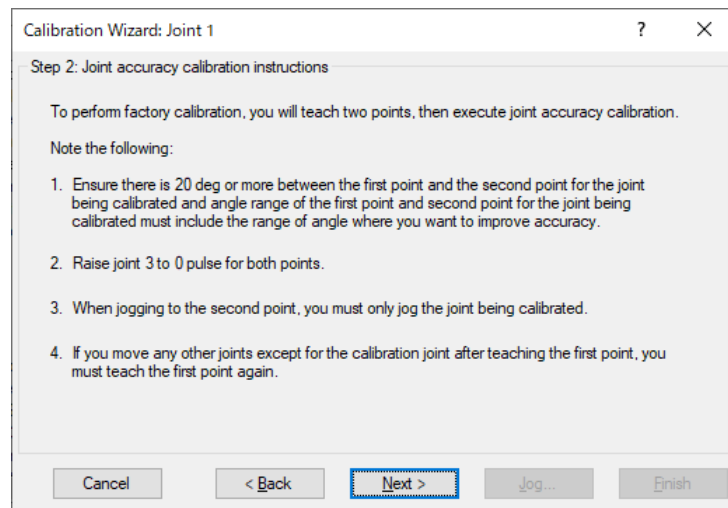 Calibration Wizard: Joint 1
Step 2: Joint accuracy calibration instructions
To perform factory calibration, you will teach two points, then execute joint accuracy calibration.
Note the following:
1. Ensure there is 20 deg or more between the first point and the second point for the joint
being calibrated and angle range of the first point and second point for the joint being
calibrated must include the range of angle where you want to improve accuracy.
2. Raise joint 3 to 0 pulse for both points.
3. When jogging to the second point, you must only jog the joint being calibrated.
4. If you move any other joints except for the calibration joint after teaching the first point, you
must teach the first point again.
Cancel < Back Next > Jog... Finish